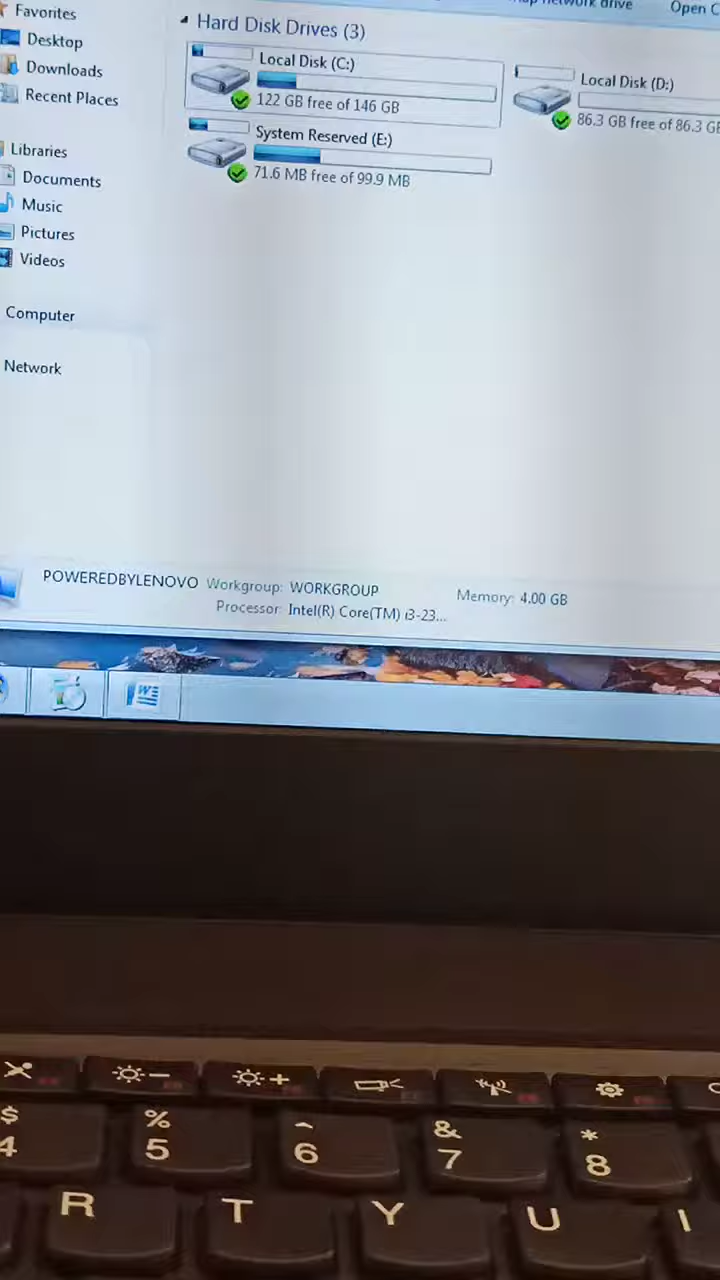 Favorites
Desktop
Downloads
Recent Places
Libraries
Documents
Music
Pictures
Videos
Computer
Network
network drive
Open C
Hard Disk Drives (3)
Local Disk (C:)
122 GB free of 146 GB
Local Disk (D:)
86.3 GB free of 86.3 GB
System Reserved (E:)
71.6 MB free of 99.9 MB
POWEREDBYLENOVO Workgroup: WORKGROUP Memory: 4.00 GB
Processor: Intel(R) Core(TM) i3-23...
W
$ % ^ & *
4 5 6 7 8
R T Y U I